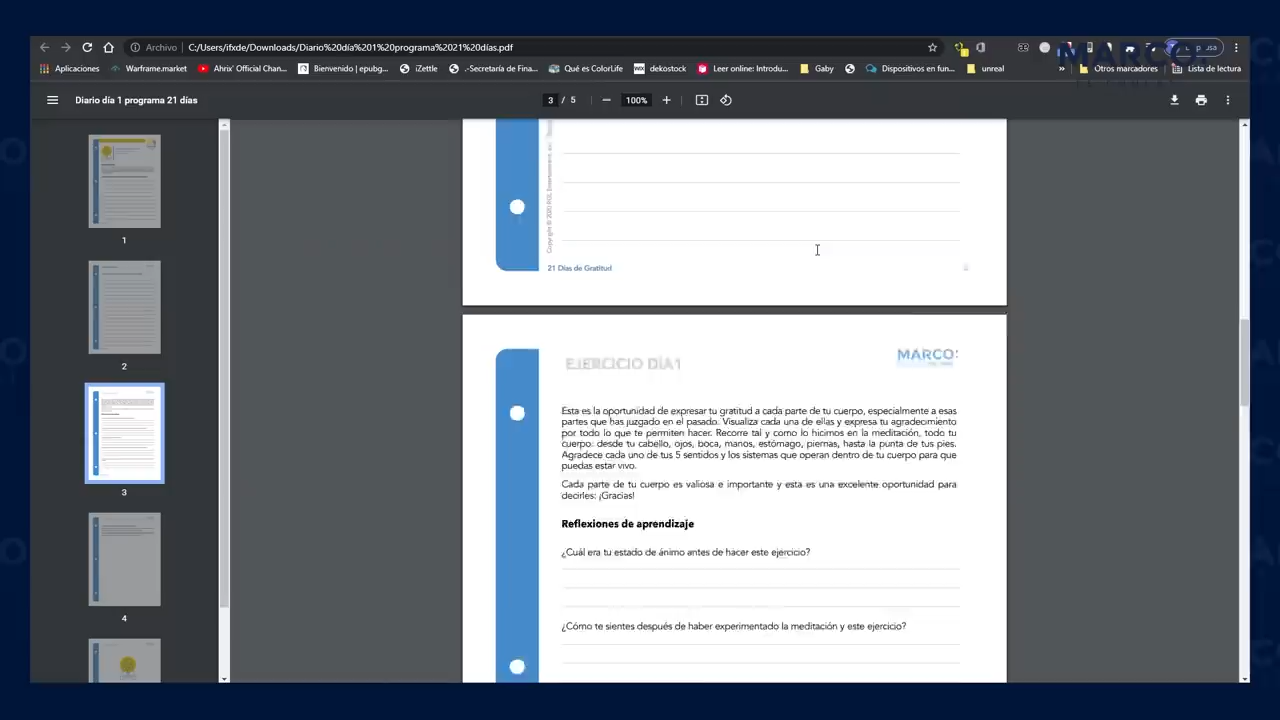 Archivo C:/Users/ifxde/Downloads/Diario%20día%201%20programa%2021%20días.pdf
Aplicaciones Warframe.market Ahrix' Official Chan... Bienvenido | epiog... iZettle .-Secretaría de Fina... Qué es ColorLife dekostock Leer online: Introdu... Gaby Dispositivos en fun... unreal » Otros marcadores Lista de lectura
Diario día 1 programa 21 días 3 / 5 100%
1
2
3
4
21 Días de Gratitud
EJERCICIO DÍA 1
MARCOS
Esta es la oportunidad de expresar tu gratitud a cada parte de tu cuerpo, especialmente a esas
partes que has juzgado en el pasado. Visualiza cada una de ellas y expresa tu agradecimiento
por todo lo que te permiten hacer. Recorre tal y como lo hicimos en la meditación, todo tu
cuerpo: desde tu cabello, ojos, boca, manos, estómago, piernas, hasta la punta de tus pies.
Agradece cada uno de tus 5 sentidos y los sistemas que operan dentro de tu cuerpo para que
puedas estar vivo.
Cada parte de tu cuerpo es valiosa e importante y esta es una excelente oportunidad para
decirles: ¡Gracias!
Reflexiones de aprendizaje
¿Cuál era tu estado de ánimo antes de hacer este ejercicio?
¿Cómo te sientes después de haber experimentado la meditación y este ejercicio?